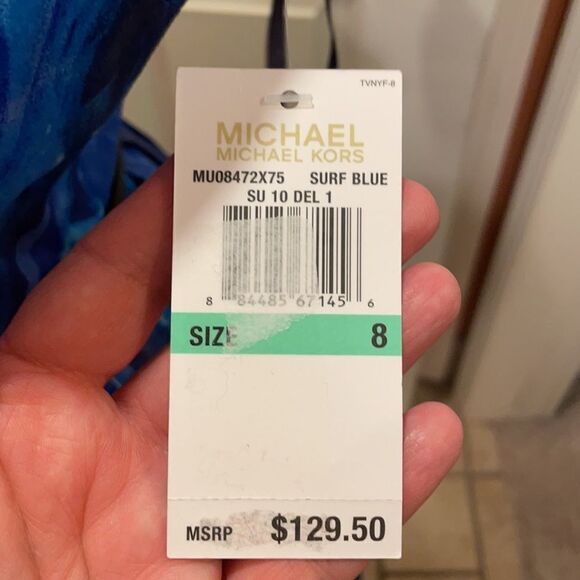 TVNYF-8
MICHAEL
MICHAEL KORS
MU08472X75 SURF BLUE
SU 10 DEL 1
8 84485 67145 6
SIZE 8
MSRP $129.50